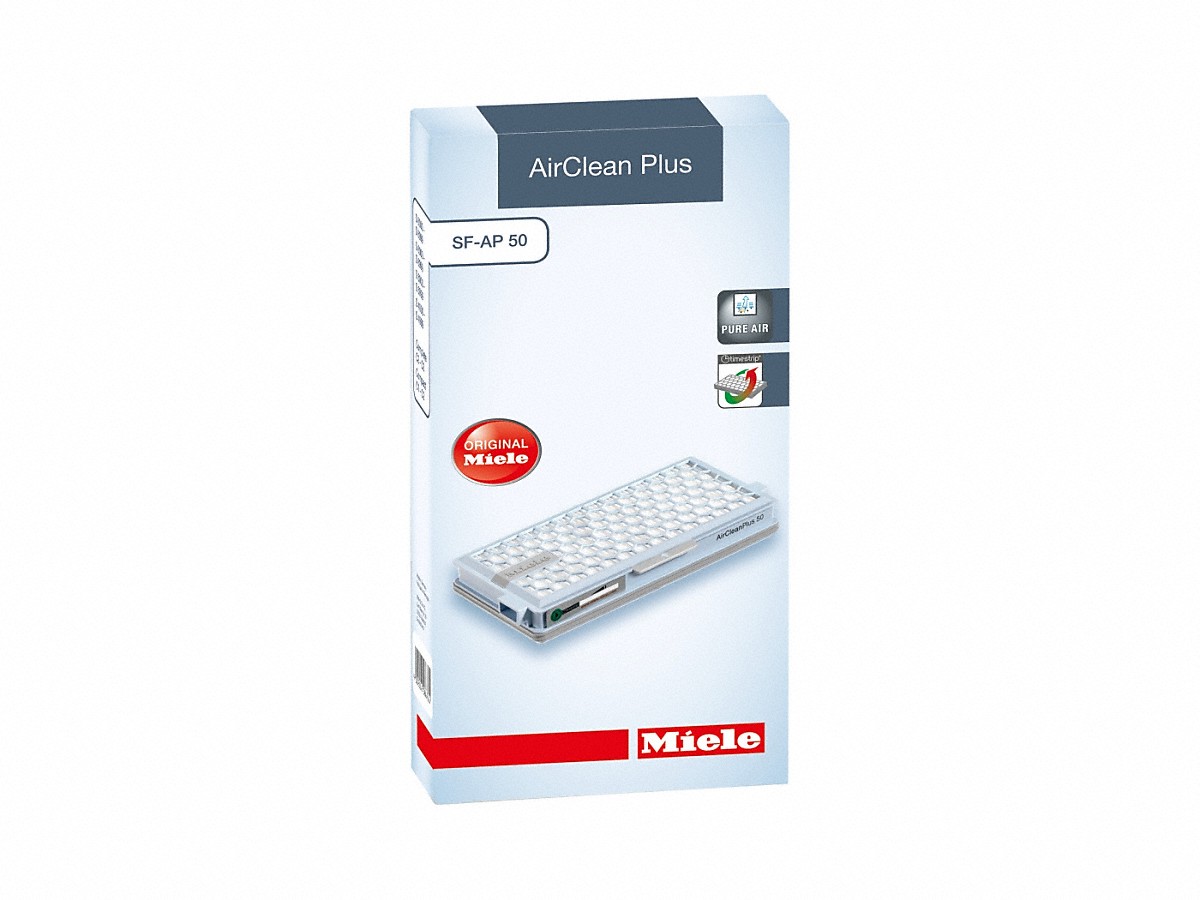 AirClean Plus
SF-AP 50
PURE AIR
timestrip®
ORIGINAL
Miele
AirCleanPlus 50
Miele